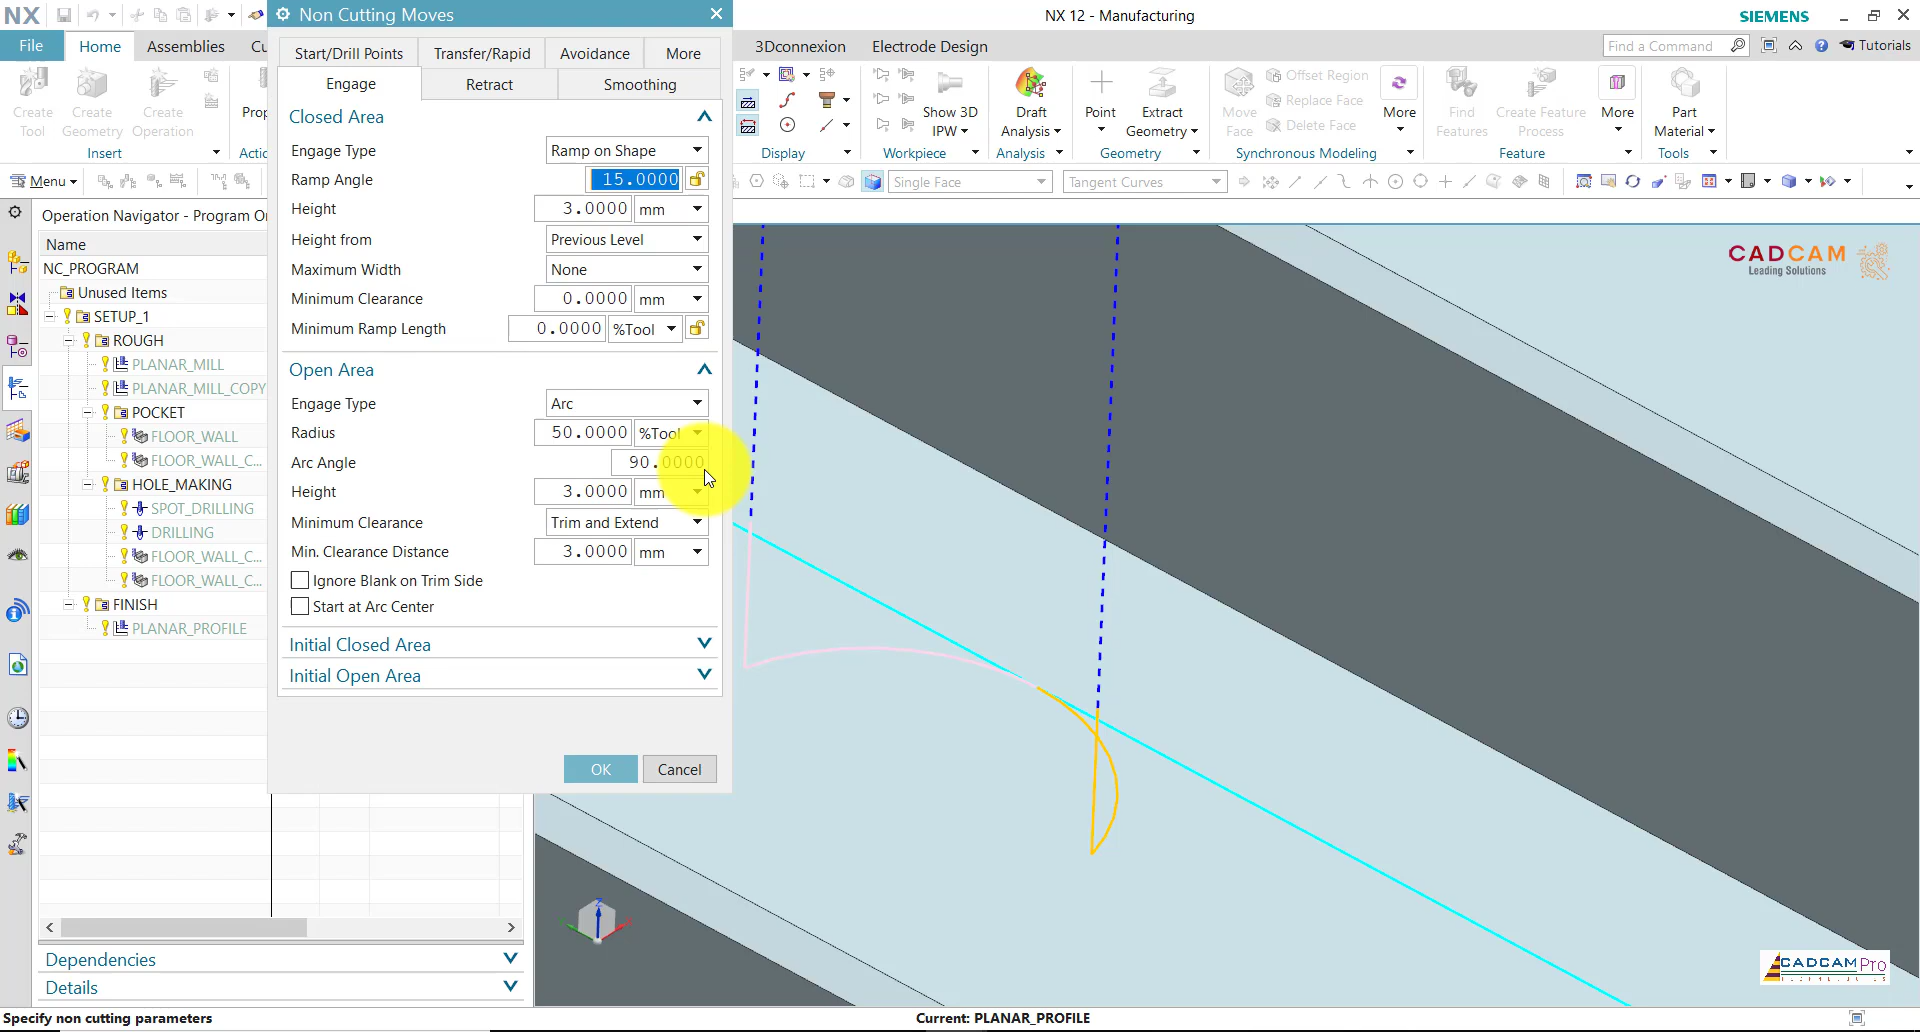 NX
Non Cutting Moves
NX 12 - Manufacturing
SIEMENS
File
Home
Assemblies
Cu
3Dconnexion
Electrode Design
Find a Command
Tutorials
Start/Drill Points
Transfer/Rapid
Avoidance
More
Engage
Retract
Smoothing
Create Tool
Create Geometry
Create Operation
Prop
Show 3D IPW
Draft Analysis
Point
Extract Geometry
Move Face
Offset Region
Replace Face
Delete Face
More
Find Features
Create Feature Process
More
Part Material
Insert
Actic
Display
Workpiece
Analysis
Geometry
Synchronous Modeling
Feature
Tools
Menu
Single Face
Tangent Curves
Closed Area
Engage Type
Ramp on Shape
Ramp Angle
15.0000
Height
3.0000 mm
Height from
Previous Level
Maximum Width
None
Minimum Clearance
0.0000 mm
Minimum Ramp Length
0.0000 %Tool
Open Area
Engage Type
Arc
Radius
50.0000 %Tool
Arc Angle
90.0000
Height
3.0000 mm
Minimum Clearance
Trim and Extend
Min. Clearance Distance
3.0000 mm
Ignore Blank on Trim Side
Start at Arc Center
Initial Closed Area
Initial Open Area
OK
Cancel
Operation Navigator - Program Or
Name
NC_PROGRAM
Unused Items
SETUP_1
ROUGH
PLANAR_MILL
PLANAR_MILL_COPY
POCKET
FLOOR_WALL
FLOOR_WALL_C...
HOLE_MAKING
SPOT_DRILLING
DRILLING
FLOOR_WALL_C...
FLOOR_WALL_C...
FINISH
PLANAR_PROFILE
Dependencies
Details
CADCAM
Leading Solutions
CADCAM Pro
Specify non cutting parameters
Current: PLANAR_PROFILE